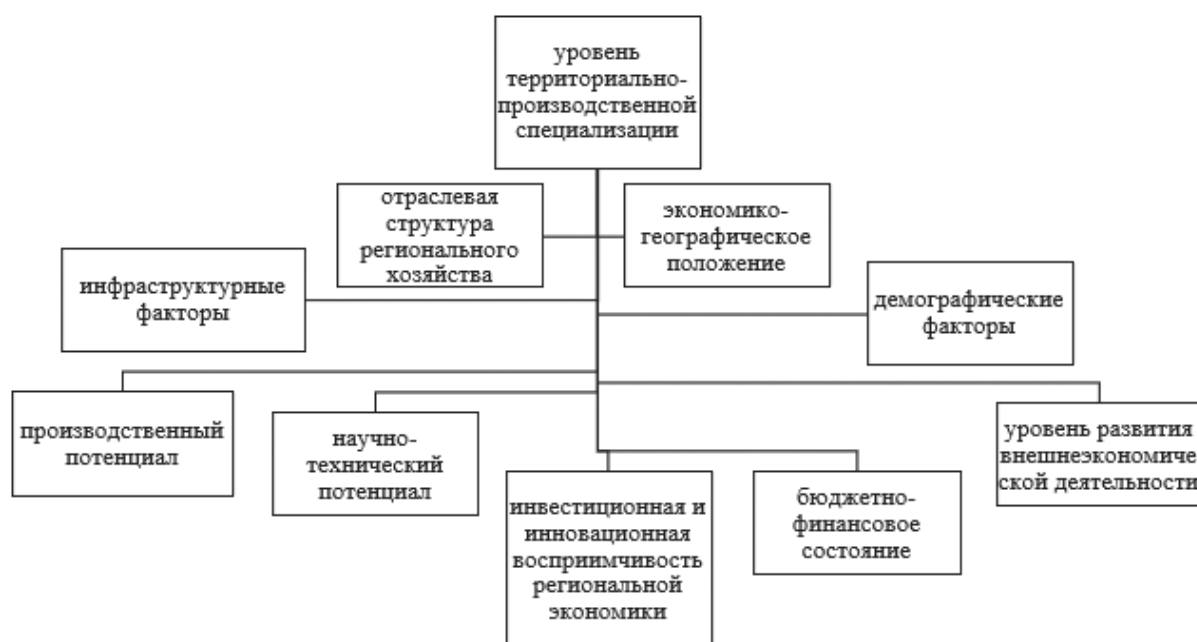 уровень
территориально-
производственной
специализации
отраслевая
структура
регионального
хозяйства
экономико-
географическое
положение
инфраструктурные
факторы
демографические
факторы
производственный
потенциал
научно-
технический
потенциал
инвестиционная и
инновационная
восприимчивость
региональной
экономики
бюджетно-
финансовое
состояние
уровень развития
внешнеэкономиче
ской деятельности